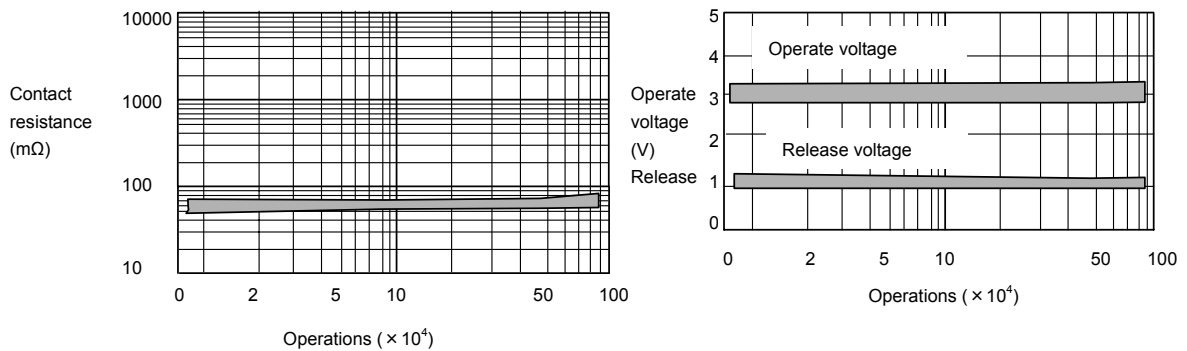 10000
1000
100
10
Contact
resistance
(mΩ)
0 2 5 10 50 100
Operations ( × 10⁴)
5
4
3
2
1
0
Operate
voltage
(V)
Release
Operate voltage
Release voltage
0 2 5 10 50 100
Operations ( × 10⁴)